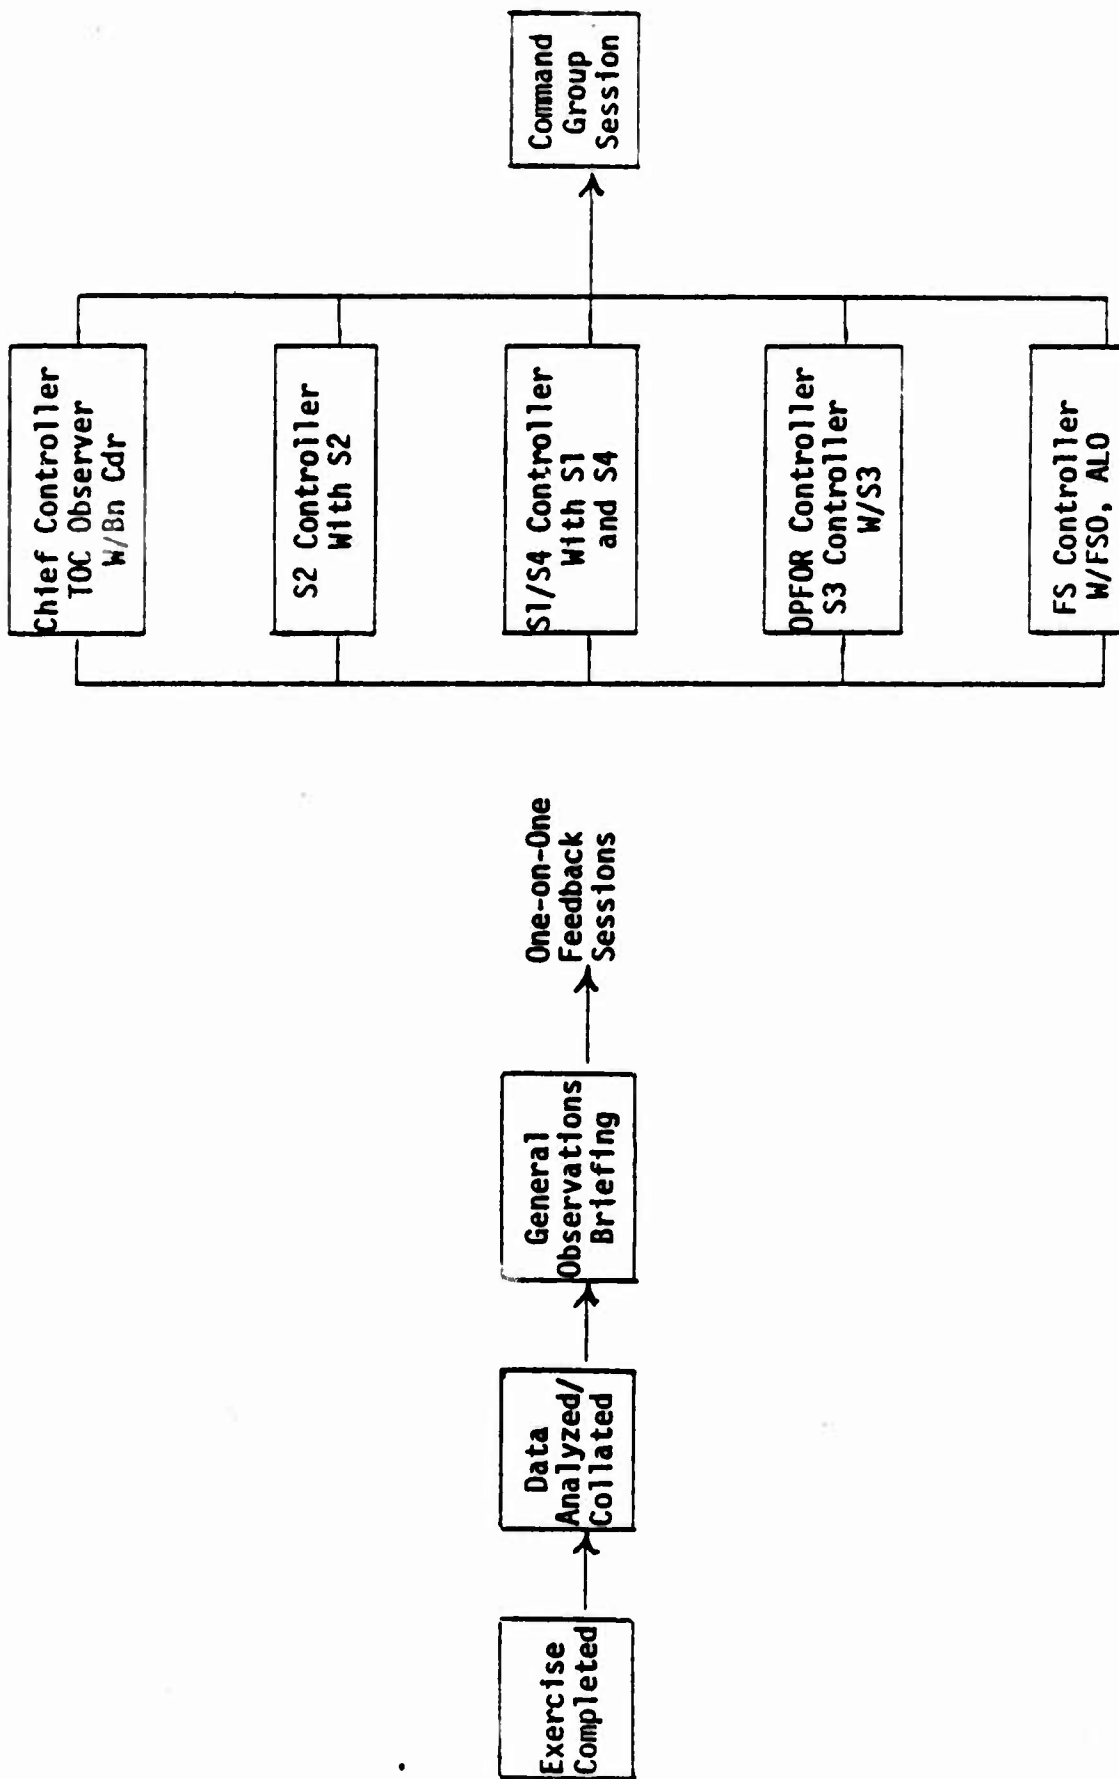 Exercise
Completed
Data
Analyzed/
Collated
General
Observations
Briefing
One-on-One
Feedback
Sessions
Chief Controller
TOC Observer
W/Bn Cdr
S2 Controller
With S2
S1/S4 Controller
With S1
and S4
OPFOR Controller
S3 Controller
W/S3
FS Controller
W/FSO, ALO
Command
Group
Session